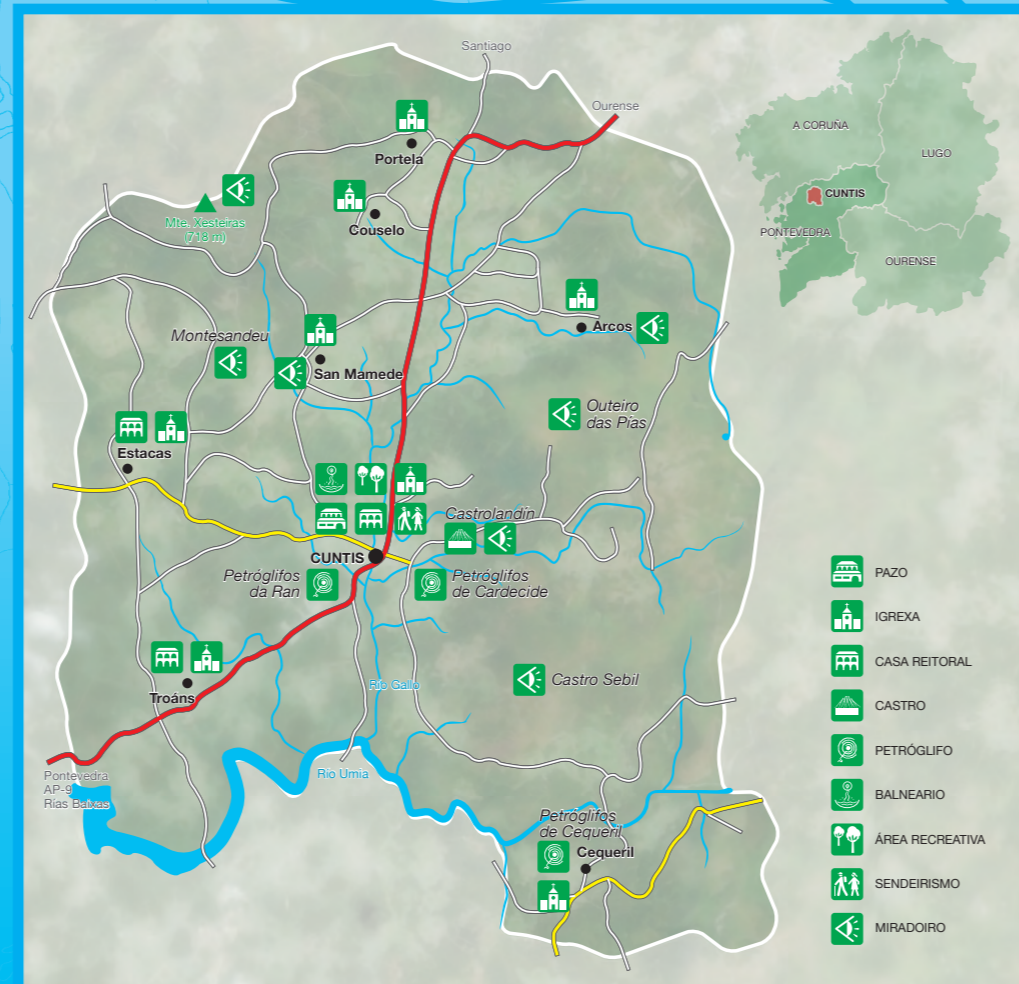 Santiago
Ourense
A CORUÑA
LUGO
CUNTIS
PONTEVEDRA
OURENSE
Portela
Couselo
Mte. Xesteiras
(718 m)
Montesandeu
San Mamede
Arcos
Outeiro
das Pías
Estacas
Castrolandín
CUNTIS
Petróglifos
da Ran
Petróglifos
de Cardecide
Castro Sebil
Troáns
Río Gallo
Río Umia
Pontevedra
AP-9
Rías Baixas
Petróglifos
de Cequeril
Cequeril
PAZO
IGREXA
CASA REITORAL
CASTRO
PETRÓGLIFO
BALNEARIO
ÁREA RECREATIVA
SENDEIRISMO
MIRADOIRO